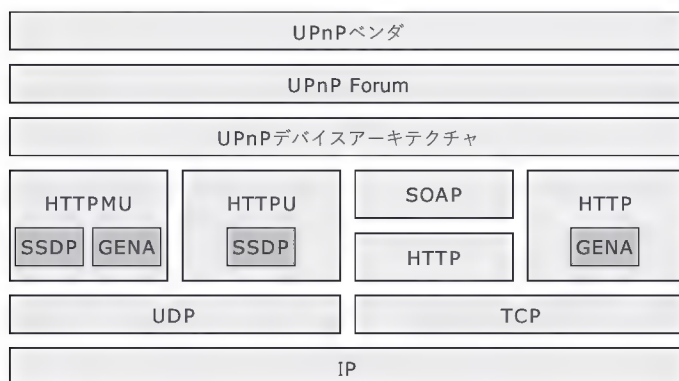 UPnPベンダ
UPnP Forum
UPnPデバイスアーキテクチャ
HTTPMU
SSDP
GENA
HTTPU
SSDP
SOAP
HTTP
HTTP
GENA
UDP
TCP
IP